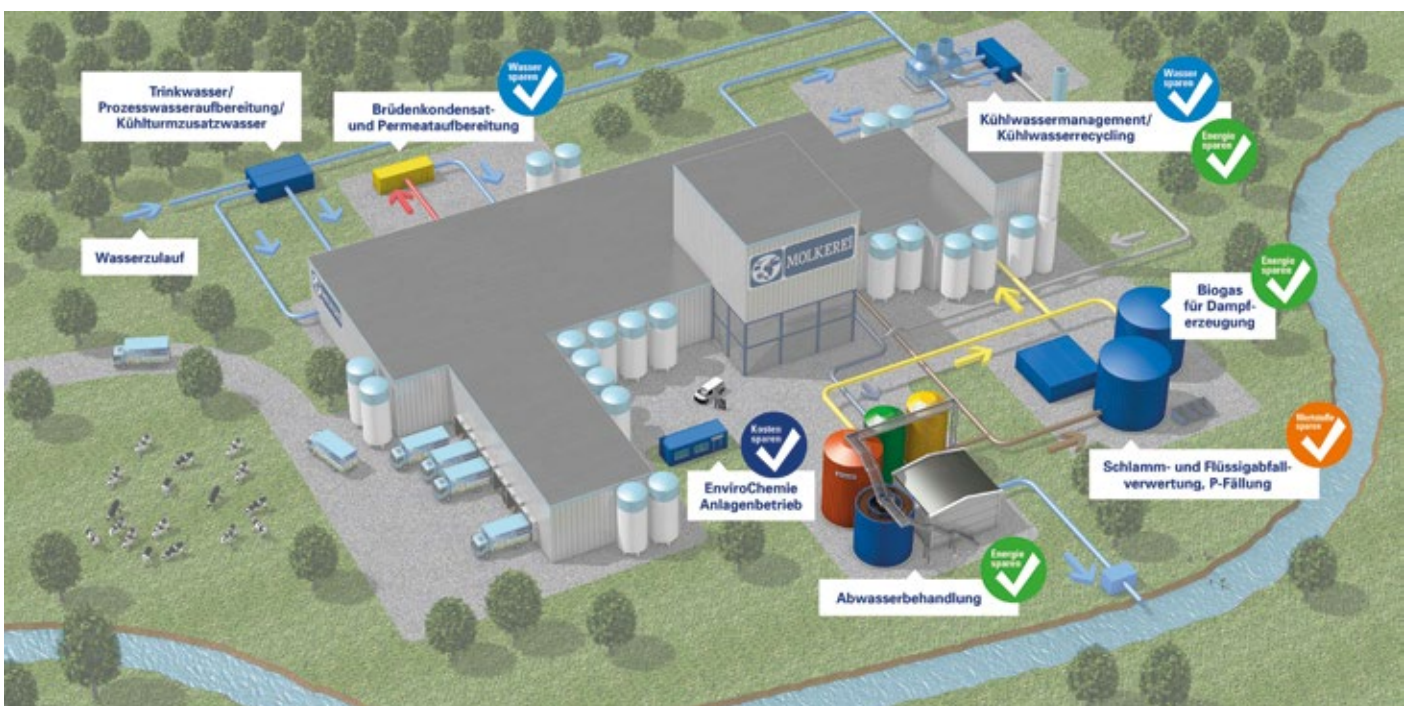 Trinkwasser/
Prozesswasseraufbereitung/
Kühlturmzusatzwasser
Wasser
sparen
Brüdenkondensat-
und Permeataufbereitung
Wasser
sparen
Kühlwassermanagement/
Kühlwasserrecycling
Energie
sparen
Wasserzulauf
MOLKEREI
Energie
sparen
Biogas
für Dampf-
erzeugung
Kosten
sparen
EnviroChemie
Anlagenbetrieb
Wertstoffe
sparen
Schlamm- und Flüssigabfall-
verwertung, P-Fällung
Energie
sparen
Abwasserbehandlung